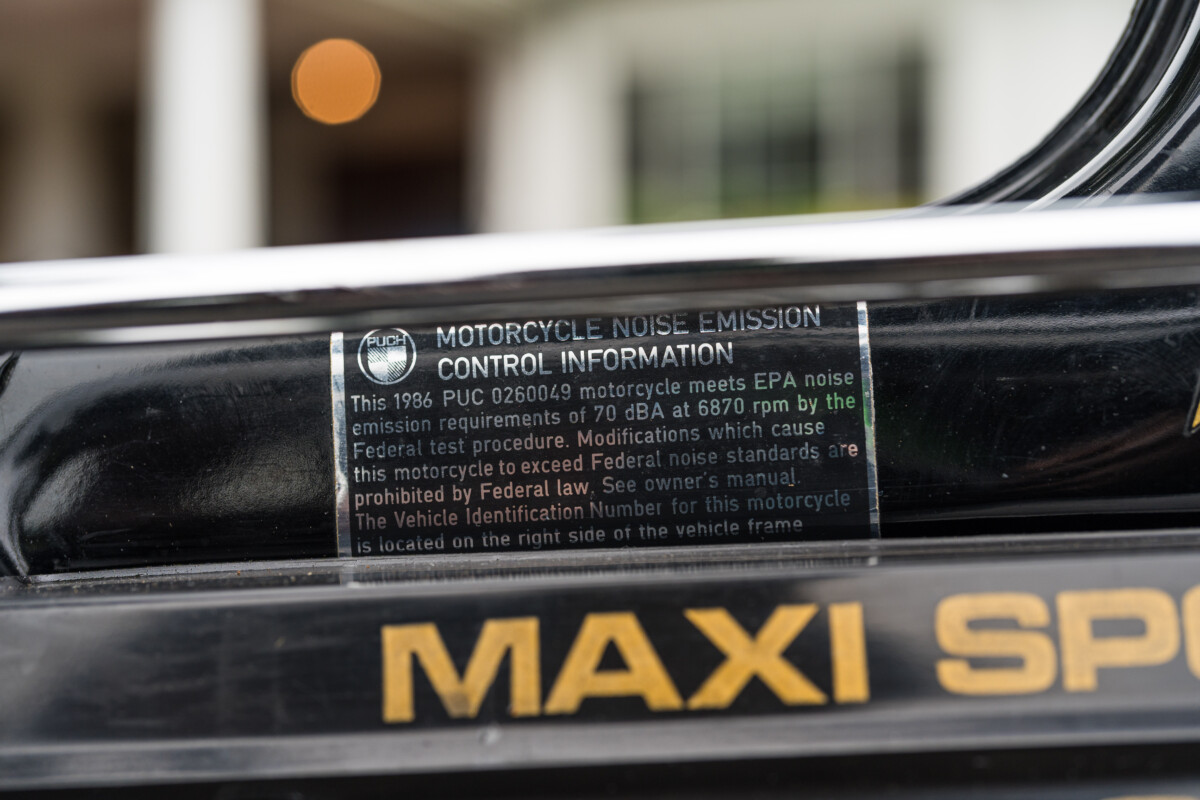 PUCH
MOTORCYCLE NOISE EMISSION
CONTROL INFORMATION
This 1986 PUC 0260049 motorcycle meets EPA noise
emission requirements of 70 dBA at 6870 rpm by the
Federal test procedure. Modifications which cause
this motorcycle to exceed Federal noise standards are
prohibited by Federal law. See owner's manual.
The Vehicle Identification Number for this motorcycle
is located on the right side of the vehicle frame
MAXI SPO